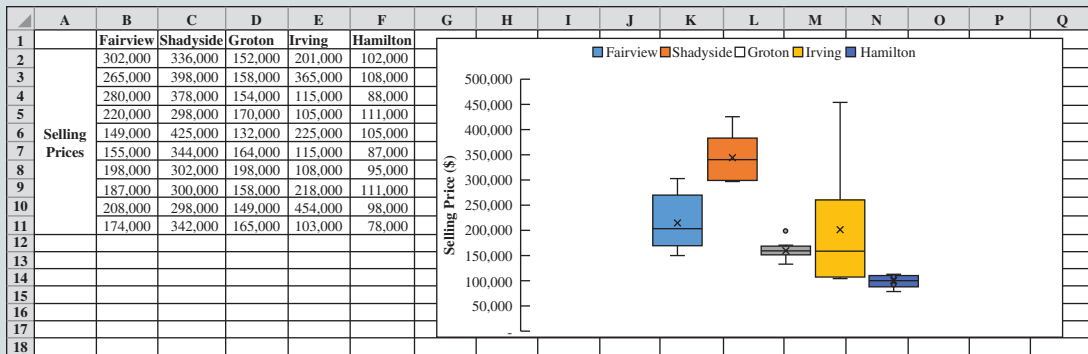 A B C D E F G H I J K L M N O P Q
1 Fairview Shadyside Groton Irving Hamilton
2 302,000 336,000 152,000 201,000 102,000
3 265,000 398,000 158,000 365,000 108,000
4 280,000 378,000 154,000 115,000 88,000
5 220,000 298,000 170,000 105,000 111,000
6 149,000 425,000 132,000 225,000 105,000
7 155,000 344,000 164,000 115,000 87,000
8 198,000 302,000 198,000 108,000 95,000
9 187,000 300,000 158,000 218,000 111,000
10 208,000 298,000 149,000 454,000 98,000
11 174,000 342,000 165,000 103,000 78,000
12
13
14
15
16
17
18
Selling
Prices
Fairview Shadyside Groton Irving Hamilton
Selling Price ($)
500,000
450,000
400,000
350,000
300,000
250,000
200,000
150,000
100,000
50,000
-